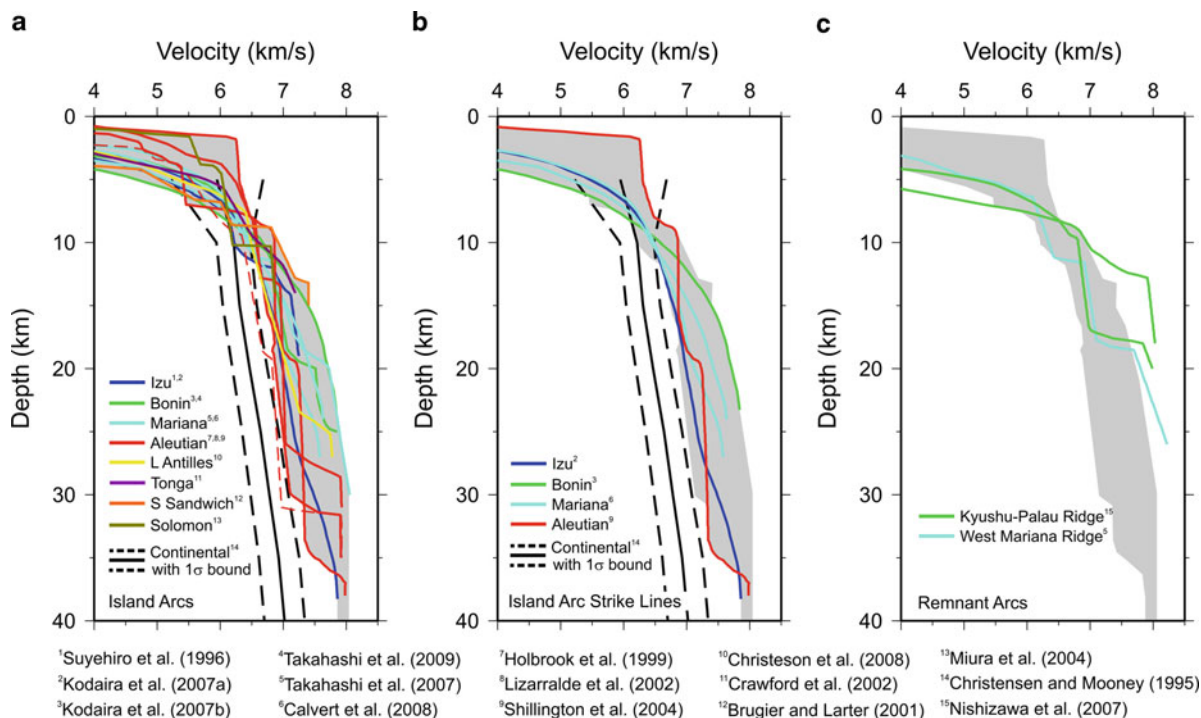 a
Velocity (km/s)
4 5 6 7 8
0
10
20
30
40
Depth (km)
Izu1,2
Bonin3,4
Mariana5,6
Aleutian7,8,9
L Antilles10
Tonga11
S Sandwich12
Solomon13
Continental14
with 1σ bound
Island Arcs
b
Velocity (km/s)
4 5 6 7 8
0
10
20
30
40
Depth (km)
Izu2
Bonin3
Mariana6
Aleutian9
Continental14
with 1σ bound
Island Arc Strike Lines
c
Velocity (km/s)
4 5 6 7 8
0
10
20
30
40
Depth (km)
Kyushu-Palau Ridge15
West Mariana Ridge5
Remnant Arcs
1Suyehiro et al. (1996)
2Kodaira et al. (2007a)
3Kodaira et al. (2007b)
4Takahashi et al. (2009)
5Takahashi et al. (2007)
6Calvert et al. (2008)
7Holbrook et al. (1999)
8Lizarralde et al. (2002)
9Shillington et al. (2004)
10Christeson et al. (2008)
11Crawford et al. (2002)
12Brugier and Larter (2001)
13Miura et al. (2004)
14Christensen and Mooney (1995)
15Nishizawa et al. (2007)